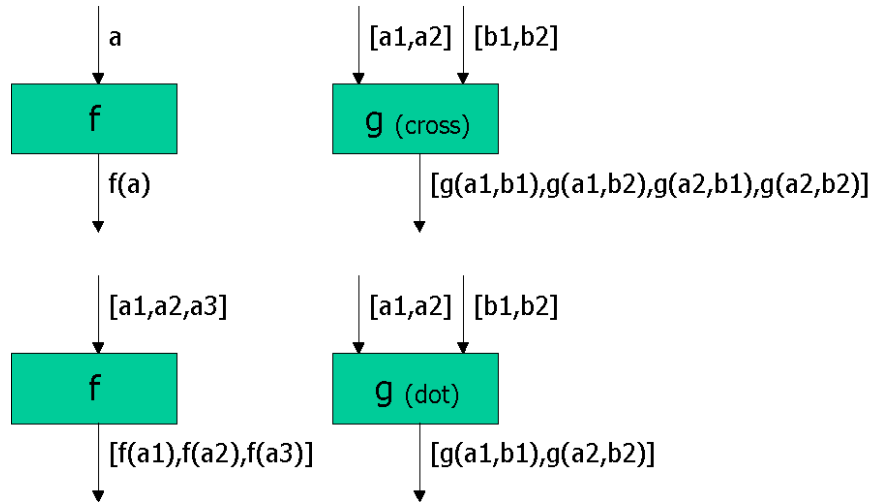 a
[a1,a2]
[b1,b2]
f
g (cross)
f(a)
[g(a1,b1),g(a1,b2),g(a2,b1),g(a2,b2)]
[a1,a2,a3]
[a1,a2]
[b1,b2]
f
g (dot)
[f(a1),f(a2),f(a3)]
[g(a1,b1),g(a2,b2)]